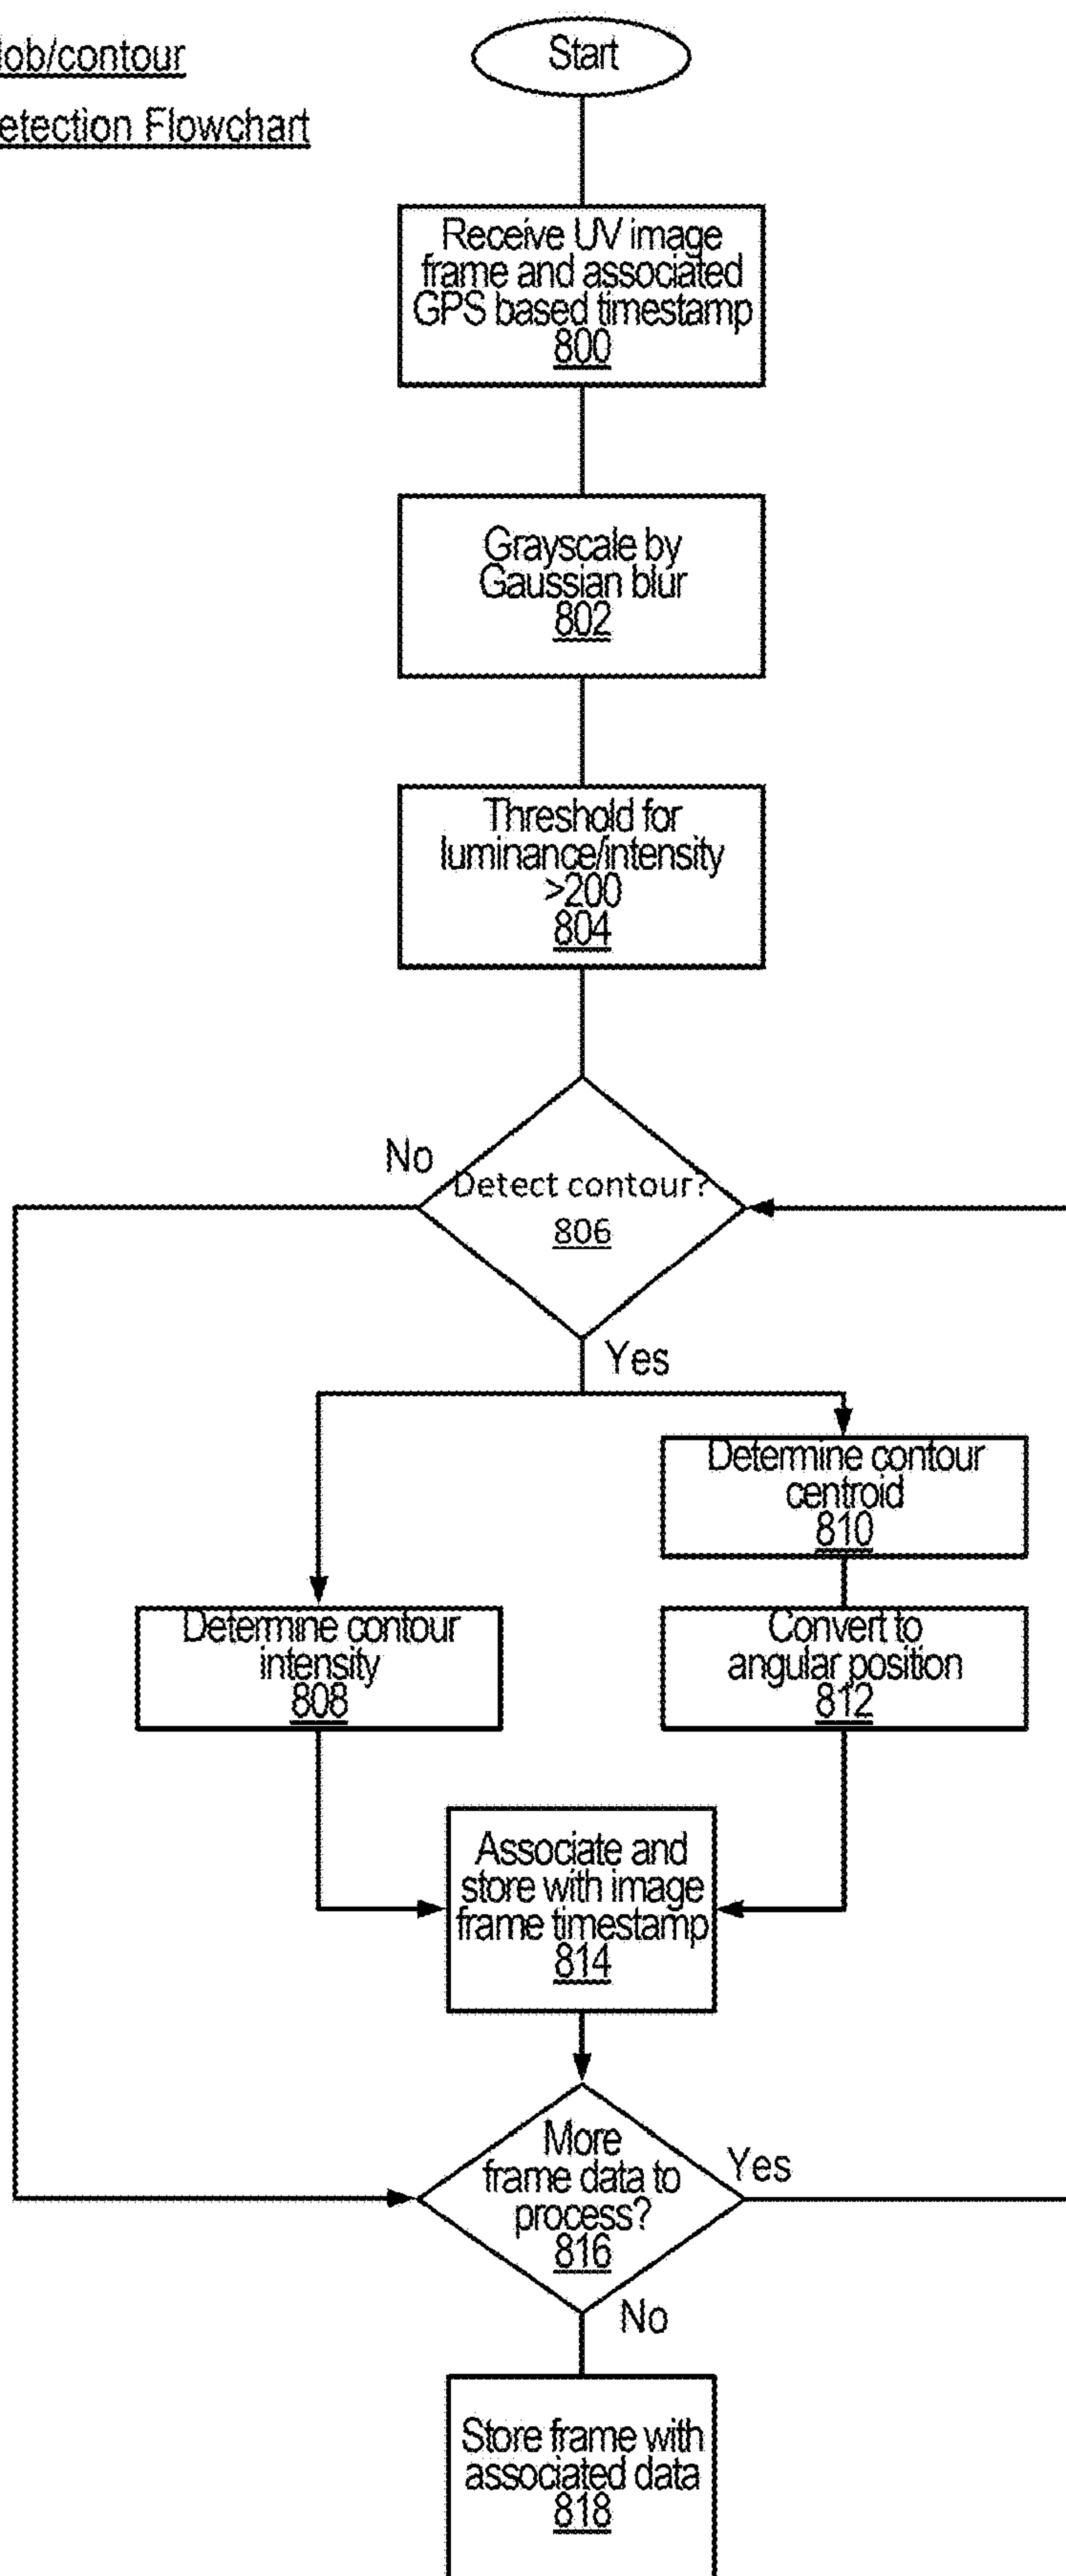 lob/contour
etection Flowchart
Start
Receive UV image
frame and associated
GPS based timestamp
800
Grayscale by
Gaussian blur
802
Threshold for
luminance/intensity
>200
804
No
Detect contour?
806
Yes
Determine contour
centroid
810
Determine contour
intensity
808
Convert to
angular position
812
Associate and
store with image
frame timestamp
814
More
frame data to
process?
816
Yes
No
Store frame with
associated data
818